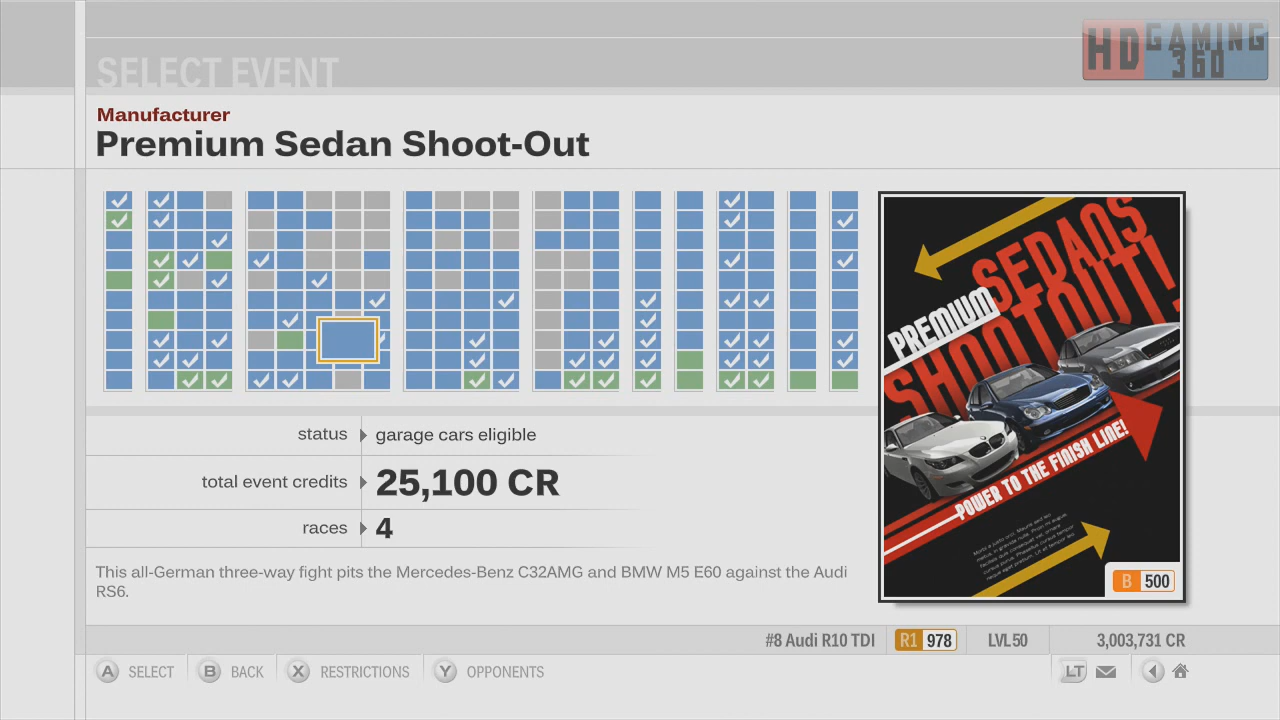 SELECT EVENT
HD GAMING 360
Manufacturer
Premium Sedan Shoot-Out
PREMIUM
SEDANS
SHOOTOUT!
POWER TO THE FINISH LINE!
B 500
status
garage cars eligible
total event credits
25,100 CR
races
4
This all-German three-way fight pits the Mercedes-Benz C32AMG and BMW M5 E60 against the Audi
RS6.
#8 Audi R10 TDI
R1 978
LVL50
3,003,731 CR
A SELECT
B BACK
X RESTRICTIONS
Y OPPONENTS
LT